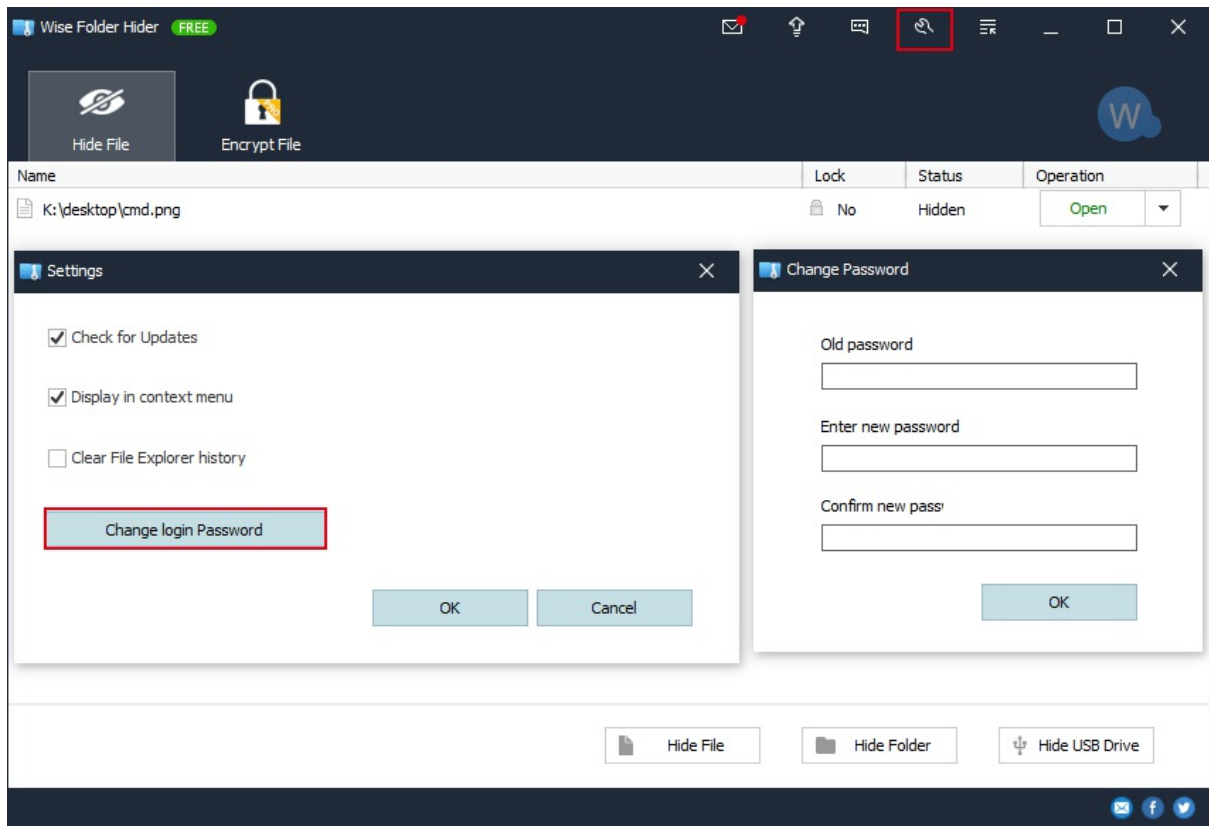 Wise Folder Hider FREE
Hide File
Encrypt File
PRO
W
Name Lock Status Operation
K:\desktop\cmd.png No Hidden Open
Settings
Check for Updates
Display in context menu
Clear File Explorer history
Change login Password
OK Cancel
Change Password
Old password
Enter new password
Confirm new pass
OK
Hide File Hide Folder Hide USB Drive